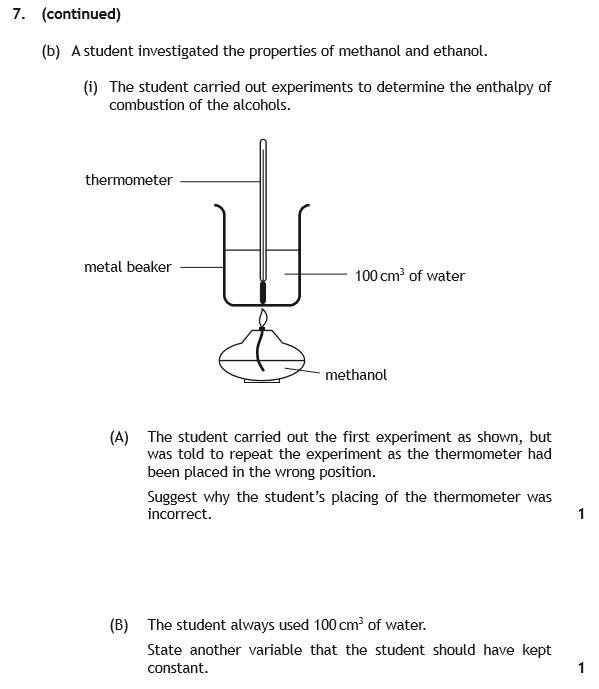 7. (continued)
(b) A student investigated the properties of methanol and ethanol.
(i) The student carried out experiments to determine the enthalpy of
combustion of the alcohols.
thermometer
metal beaker
100 cm³ of water
methanol
(A) The student carried out the first experiment as shown, but
was told to repeat the experiment as the thermometer had
been placed in the wrong position.
Suggest why the student’s placing of the thermometer was
incorrect. 1
(B) The student always used 100 cm³ of water.
State another variable that the student should have kept
constant. 1